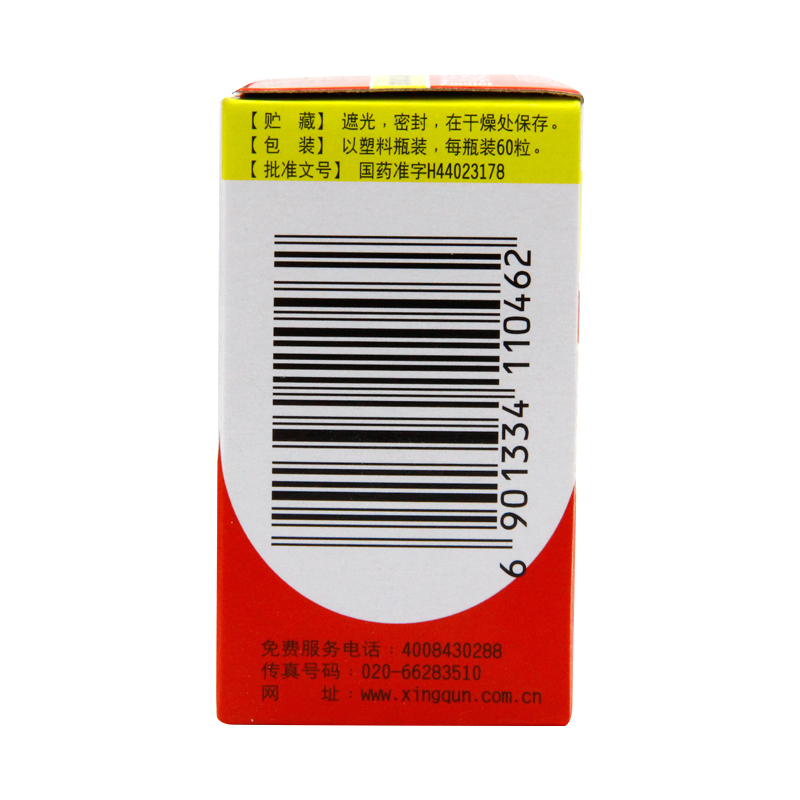 【贮 藏】 遮光，密封，在干燥处保存。
【包 装】 以塑料瓶装，每瓶装60粒。
【批准文号】 国药准字H44023178
6 901334 110462
免费服务电话：4008430288
传真号码：020-66283510
网 址：www.xingqun.com.cn